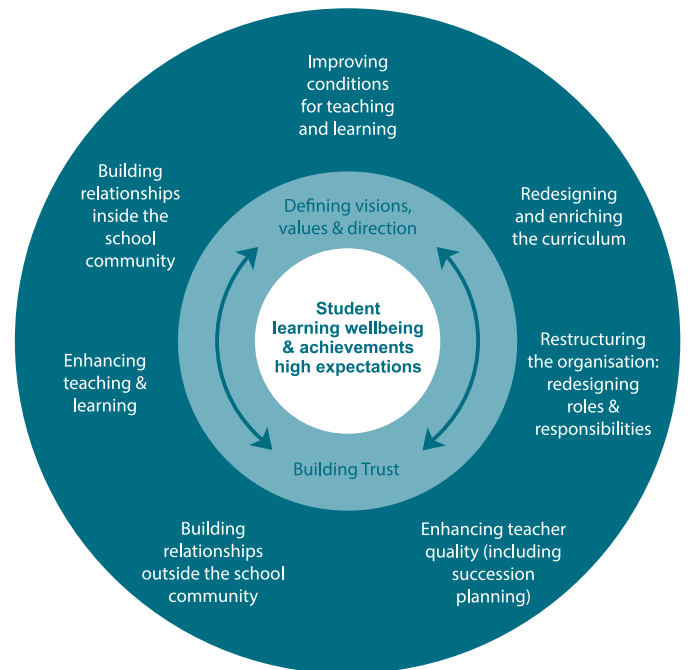 Improving
conditions
for teaching
and learning
Building
relationships
inside the
school
community
Defining visions,
values & direction
Redesigning
and enriching
the curriculum
Student
learning wellbeing
& achievements
high expectations
Enhancing
teaching &
learning
Restructuring
the organisation:
redesigning
roles &
responsibilities
Building Trust
Building
relationships
outside the school
community
Enhancing teacher
quality (including
succession
planning)